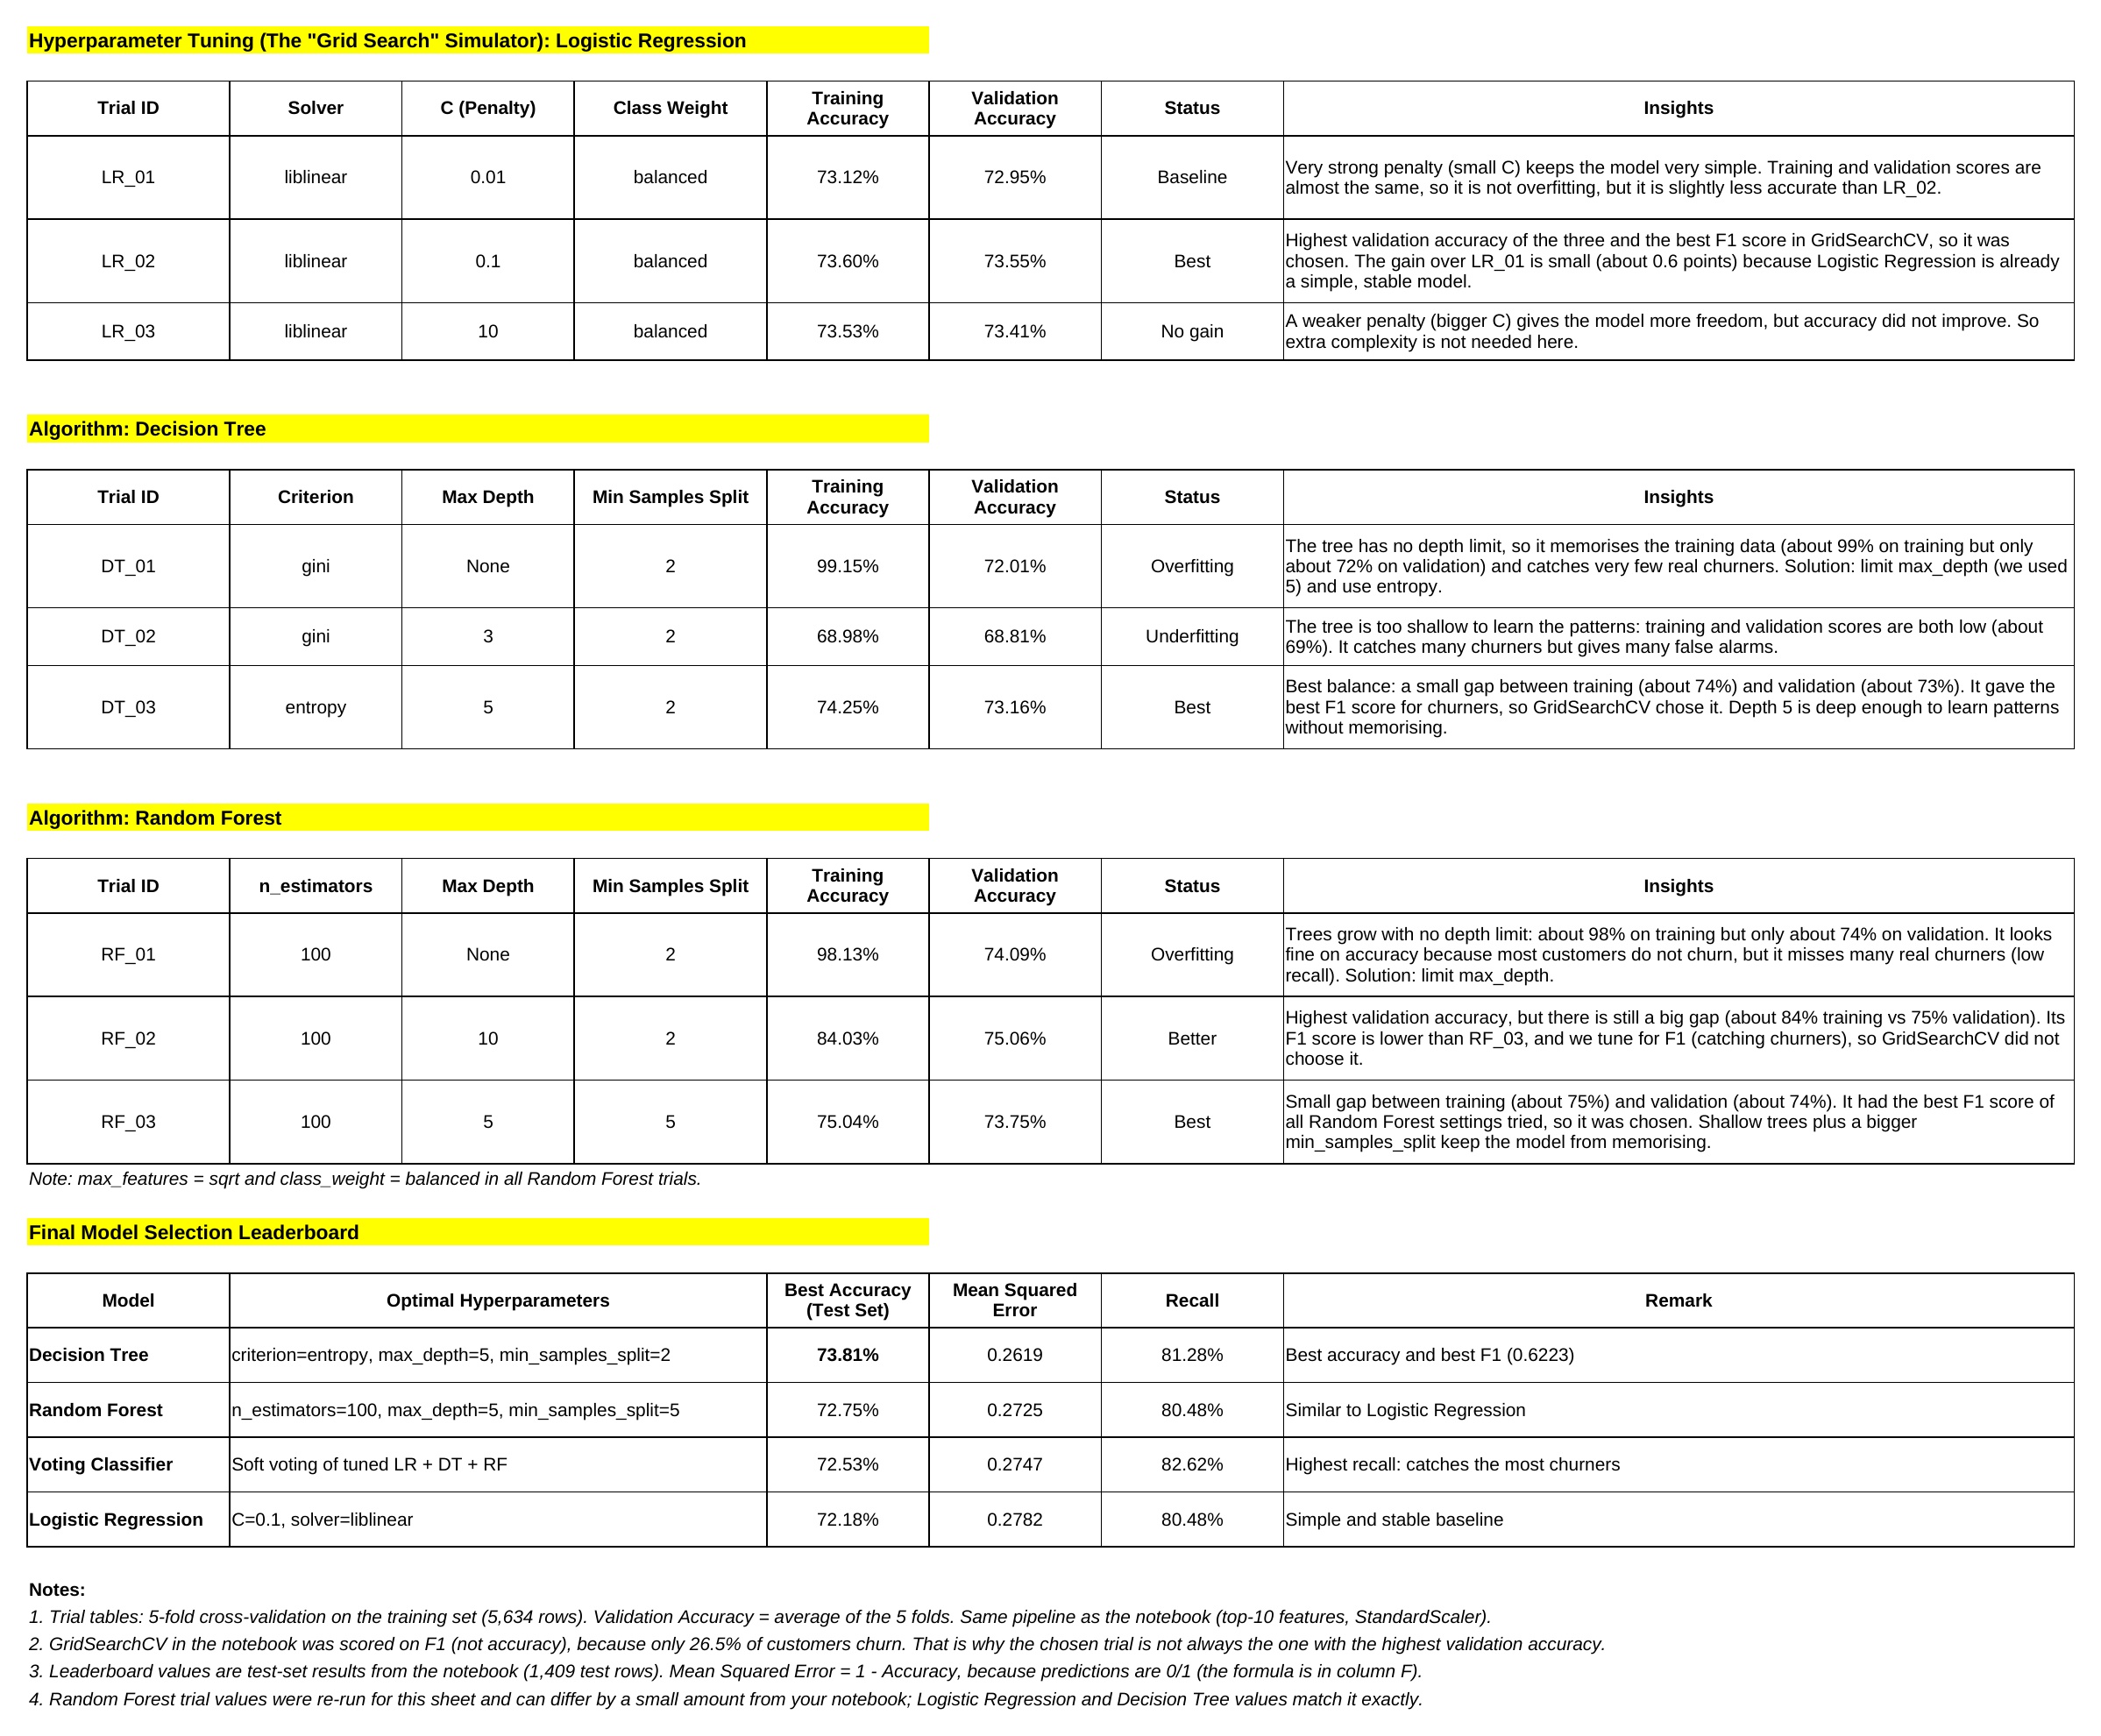 Hyperparameter Tuning (The "Grid Search" Simulator): Logistic Regression
Trial ID Solver C (Penalty) Class Weight Training Accuracy Validation Accuracy Status Insights
LR_01 liblinear 0.01 balanced 73.12% 72.95% Baseline Very strong penalty (small C) keeps the model very simple. Training and validation scores are
almost the same, so it is not overfitting, but it is slightly less accurate than LR_02.
LR_02 liblinear 0.1 balanced 73.60% 73.55% Best Highest validation accuracy of the three and the best F1 score in GridSearchCV, so it was
chosen. The gain over LR_01 is small (about 0.6 points) because Logistic Regression is already
a simple, stable model.
LR_03 liblinear 10 balanced 73.53% 73.41% No gain A weaker penalty (bigger C) gives the model more freedom, but accuracy did not improve. So
extra complexity is not needed here.
Algorithm: Decision Tree
Trial ID Criterion Max Depth Min Samples Split Training Accuracy Validation Accuracy Status Insights
DT_01 gini None 2 99.15% 72.01% Overfitting The tree has no depth limit, so it memorises the training data (about 99% on training but only
about 72% on validation) and catches very few real churners. Solution: limit max_depth (we used
5) and use entropy.
DT_02 gini 3 2 68.98% 68.81% Underfitting The tree is too shallow to learn the patterns: training and validation scores are both low (about
69%). It catches many churners but gives many false alarms.
DT_03 entropy 5 2 74.25% 73.16% Best Best balance: a small gap between training (about 74%) and validation (about 73%). It gave the
best F1 score for churners, so GridSearchCV chose it. Depth 5 is deep enough to learn patterns
without memorising.
Algorithm: Random Forest
Trial ID n_estimators Max Depth Min Samples Split Training Accuracy Validation Accuracy Status Insights
RF_01 100 None 2 98.13% 74.09% Overfitting Trees grow with no depth limit: about 98% on training but only about 74% on validation. It looks
fine on accuracy because most customers do not churn, but it misses many real churners (low
recall). Solution: limit max_depth.
RF_02 100 10 2 84.03% 75.06% Better Highest validation accuracy, but there is still a big gap (about 84% training vs 75% validation). Its
F1 score is lower than RF_03, and we tune for F1 (catching churners), so GridSearchCV did not
choose it.
RF_03 100 5 5 75.04% 73.75% Best Small gap between training (about 75%) and validation (about 74%). It had the best F1 score of
all Random Forest settings tried, so it was chosen. Shallow trees plus a bigger
min_samples_split keep the model from memorising.
Note: max_features = sqrt and class_weight = balanced in all Random Forest trials.
Final Model Selection Leaderboard
Model Optimal Hyperparameters Best Accuracy (Test Set) Mean Squared Error Recall Remark
Decision Tree criterion=entropy, max_depth=5, min_samples_split=2 73.81% 0.2619 81.28% Best accuracy and best F1 (0.6223)
Random Forest n_estimators=100, max_depth=5, min_samples_split=5 72.75% 0.2725 80.48% Similar to Logistic Regression
Voting Classifier Soft voting of tuned LR + DT + RF 72.53% 0.2747 82.62% Highest recall: catches the most churners
Logistic Regression C=0.1, solver=liblinear 72.18% 0.2782 80.48% Simple and stable baseline
Notes:
1. Trial tables: 5-fold cross-validation on the training set (5,634 rows). Validation Accuracy = average of the 5 folds. Same pipeline as the notebook (top-10 features, StandardScaler).
2. GridSearchCV in the notebook was scored on F1 (not accuracy), because only 26.5% of customers churn. That is why the chosen trial is not always the one with the highest validation accuracy.
3. Leaderboard values are test-set results from the notebook (1,409 test rows). Mean Squared Error = 1 - Accuracy, because predictions are 0/1 (the formula is in column F).
4. Random Forest trial values were re-run for this sheet and can differ by a small amount from your notebook; Logistic Regression and Decision Tree values match it exactly.